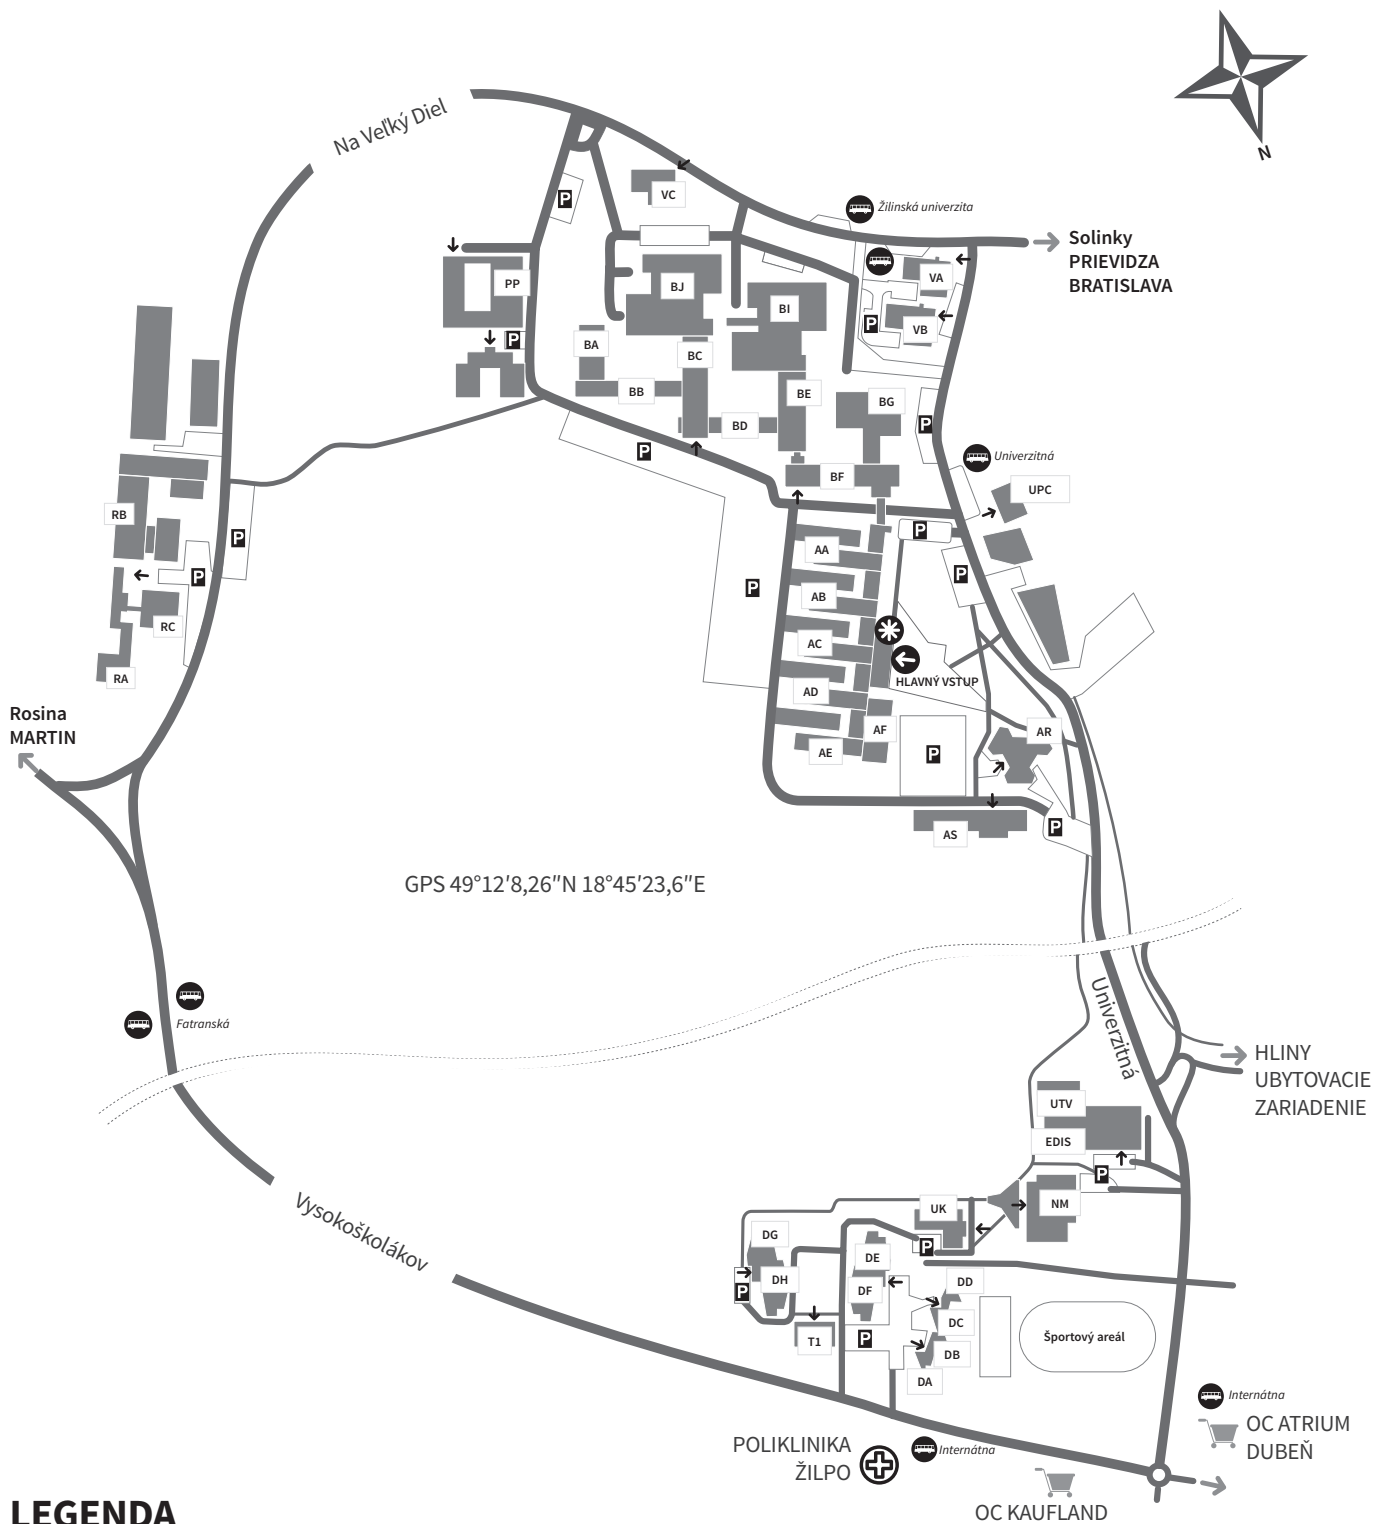 Na Veľký Diel
N
VC
Žilinská univerzita
Solinky
PRIEVIDZA
BRATISLAVA
PP
P
BJ
BI
VA
VB
P
P
BA
BC
BB
BE
BG
BD
P
P
BF
Univerzitná
UPC
RB
P
P
RC
RA
AA
P
P
AB
P
AC
HLAVNÝ VSTUP
AD
AF
AE
P
AR
AS
P
Rosina
MARTIN
GPS 49°12'8,26"N 18°45'23,6"E
Fatranská
Univerzitná
HLINY
UBYTOVACIE
ZARIADENIE
UTV
EDIS
P
NM
UK
P
Vysokoškolákov
DG
DH
P
DE
DF
DD
DC
DB
DA
T1
P
Športový areál
Internátna
OC ATRIUM
DUBEŇ
POLIKLINIKA
ŽILPO
Internátna
OC KAUFLAND
LEGENDA